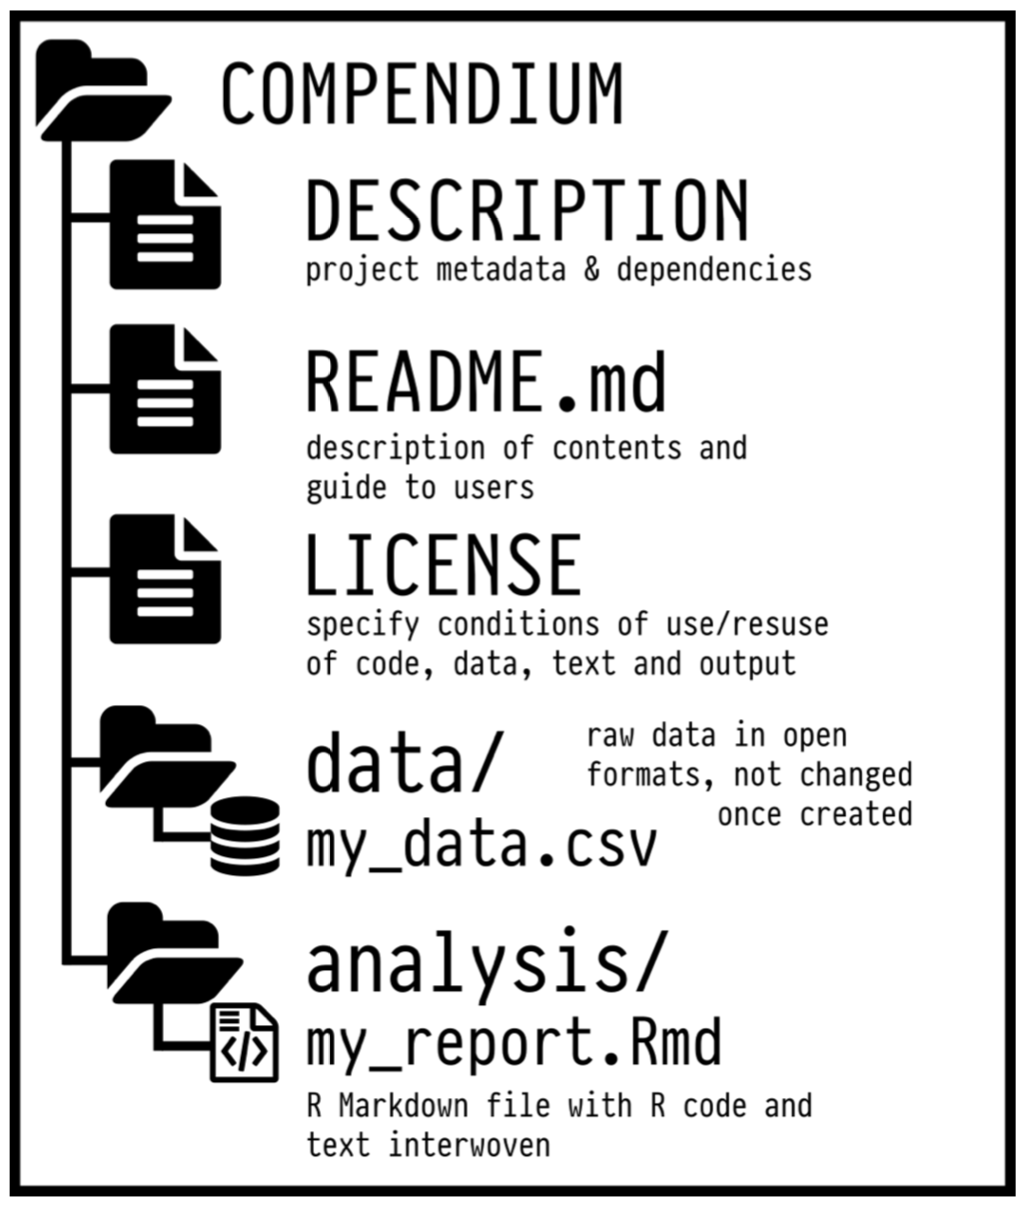 COMPENDIUM
DESCRIPTION
project metadata & dependencies
README.md
description of contents and
guide to users
LICENSE
specify conditions of use/resuse
of code, data, text and output
data/
raw data in open
formats, not changed
once created
my_data.csv
analysis/
my_report.Rmd
R Markdown file with R code and
text interwoven